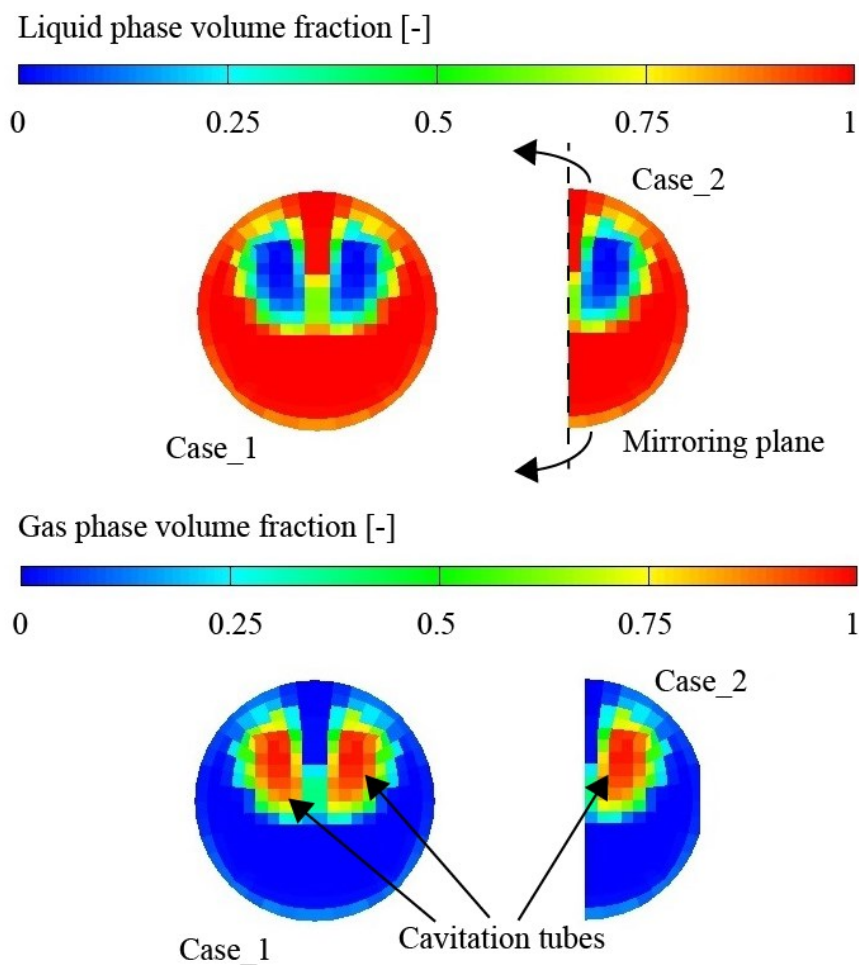 Liquid phase volume fraction [-]
0 0.25 0.5 0.75 1
Case_2
Case_1
Mirroring plane
Gas phase volume fraction [-]
0 0.25 0.5 0.75 1
Case_2
Case_1
Cavitation tubes